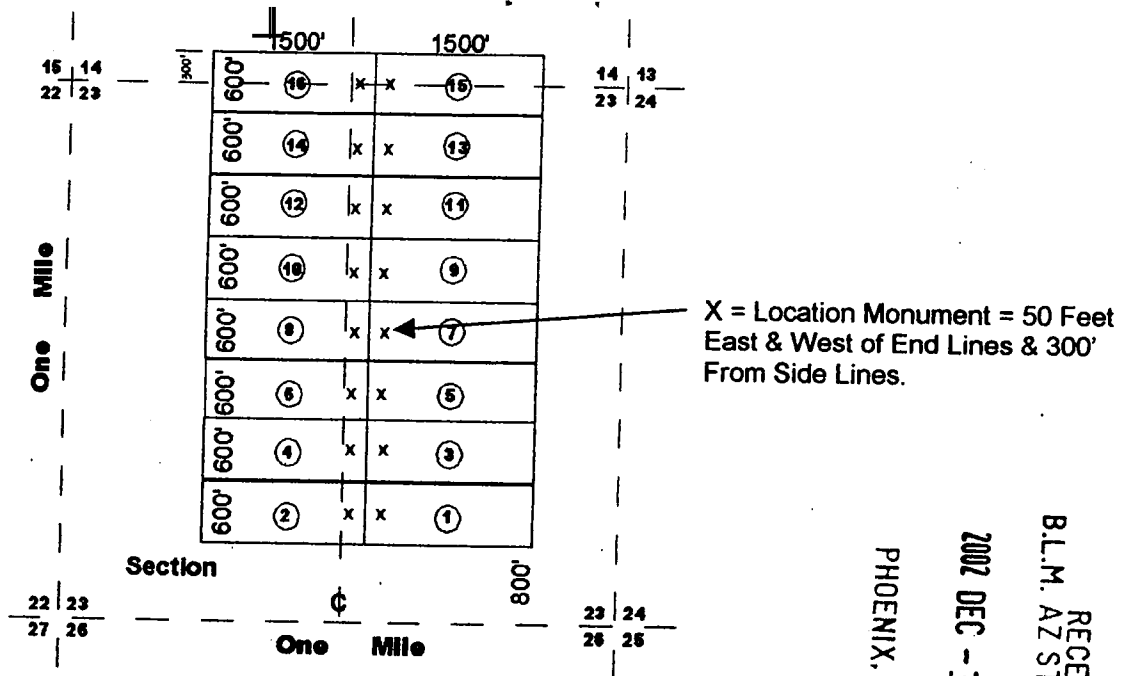 500' 1500'
15 14
22 23
300'
600' 16 x x 15
14 13
23 24
600' 14 x x 13
600' 12 x x 11
600' 10 x x 9
600' 8 x x 7
X = Location Monument = 50 Feet
East & West of End Lines & 300'
From Side Lines.
One Mile
600' 6 x x 5
600' 4 x x 3
600' 2 x x 1
Section
800'
22 23
27 26
℄
23 24
26 25
One Mile
RECE
B.L.M. AZ ST
2002 DEC -
PHOENIX,